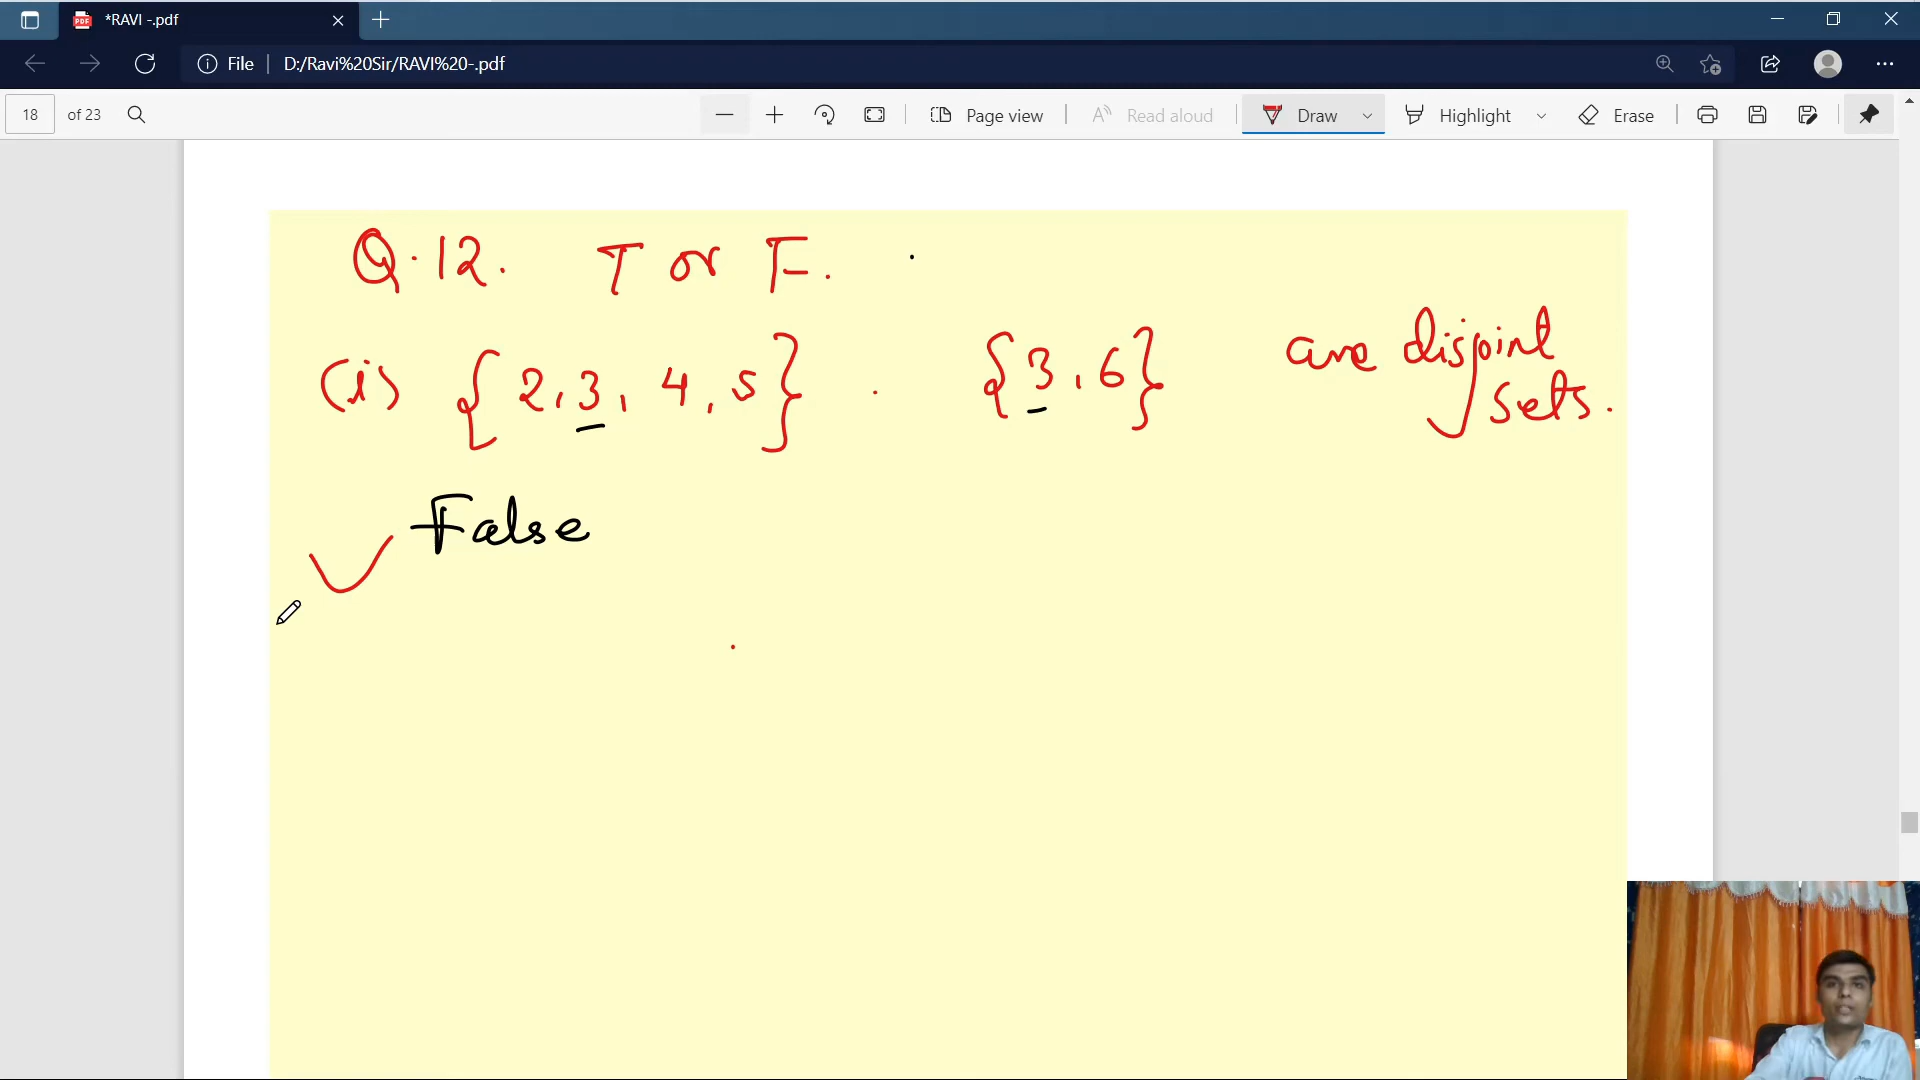 *RAVI -.pdf
File D:/Ravi%20Sir/RAVI%20-.pdf
18 of 23 Page view Read aloud Draw Highlight Erase
Q.12. T or F.
(i) {2, 3, 4, 5} . {3, 6} are disjoint
sets.
False